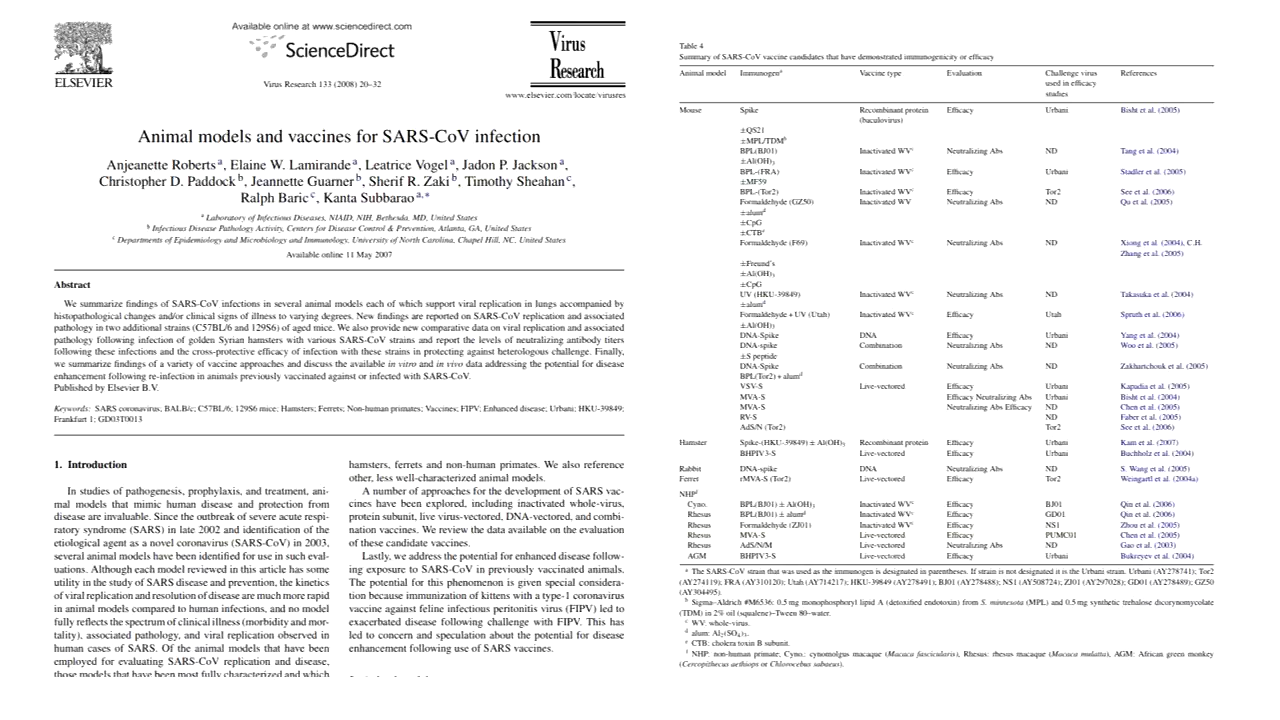 ELSEVIER
Available online at www.sciencedirect.com
ScienceDirect
Virus Research 133 (2008) 20–32
Virus
Research
www.elsevier.com/locate/virusres
Animal models and vaccines for SARS-CoV infection
Anjeanette Roberts a, Elaine W. Lamirande a, Leatrice Vogel a, Jadon P. Jackson a,
Christopher D. Paddock b, Jeannette Guarner b, Sherif R. Zaki b, Timothy Sheahan c,
Ralph Baric c, Kanta Subbarao a,*
a Laboratory of Infectious Diseases, NIAID, NIH, Bethesda, MD, United States
b Infectious Disease Pathology Activity, Centers for Disease Control & Prevention, Atlanta, GA, United States
c Departments of Epidemiology and Microbiology and Immunology, University of North Carolina, Chapel Hill, NC, United States
Available online 11 May 2007
Abstract
We summarize findings of SARS-CoV infections in several animal models each of which support viral replication in lungs accompanied by
histopathological changes and/or clinical signs of illness to varying degrees. New findings are reported on SARS-CoV replication and associated
pathology in two additional strains (C57BL/6 and 129S6) of aged mice. We also provide new comparative data on viral replication and associated
pathology following infection of golden Syrian hamsters with various SARS-CoV strains and report the levels of neutralizing antibody titers
following these infections and the cross-protective efficacy of infection with these strains in protecting against heterologous challenge. Finally,
we summarize findings of a variety of vaccine approaches and discuss the available in vitro and in vivo data addressing the potential for disease
enhancement following re-infection in animals previously vaccinated against or infected with SARS-CoV.
Published by Elsevier B.V.
Keywords: SARS coronavirus, BALB/c; C57BL/6; 129S6 mice; Hamsters; Ferrets; Non-human primates; Vaccines; FIPV; Enhanced disease; Urbani; HKU-39849;
Frankfurt 1; GD03T0013
1. Introduction
In studies of pathogenesis, prophylaxis, and treatment, ani-
mal models that mimic human disease and protection from
disease are invaluable. Since the outbreak of severe acute respi-
ratory syndrome (SARS) in late 2002 and identification of the
etiological agent as a novel coronavirus (SARS-CoV) in 2003,
several animal models have been identified for use in such eval-
uations. Although each model reviewed in this article has some
utility in the study of SARS disease and prevention, the kinetics
of viral replication and resolution of disease are much more rapid
in animal models compared to human infections, and no model
fully reflects the spectrum of clinical illness (morbidity and mor-
tality), associated pathology, and viral replication observed in
human cases of SARS. Of the animal models that have been
employed for evaluating SARS-CoV replication and disease,
those models that have been most fully characterized and which
hamsters, ferrets and non-human primates. We also reference
other, less well-characterized animal models.
A number of approaches for the development of SARS vac-
cines have been explored, including inactivated whole-virus,
protein subunit, live virus-vectored, DNA-vectored, and combi-
nation vaccines. We review the data available on the evaluation
of these candidate vaccines.
Lastly, we address the potential for enhanced disease follow-
ing exposure to SARS-CoV in previously vaccinated animals.
The potential for this phenomenon is given special considera-
tion because immunization of kittens with a type-1 coronavirus
vaccine against feline infectious peritonitis virus (FIPV) led to
exacerbated disease following challenge with FIPV. This has
led to concern and speculation about the potential for disease
enhancement following use of SARS vaccines.
Table 4
Summary of SARS-CoV vaccine candidates that have demonstrated immunogenicity or efficacy
Animal model Immunogen a Vaccine type Evaluation Challenge virus References
used in efficacy
studies
Mouse Spike Recombinant protein Efficacy Urbani Bisht et al. (2005)
(baculovirus)
±QS21
±MPL/TDM b
BPL(BJ01) Inactivated WV c Neutralizing Abs ND Tang et al. (2004)
±Al(OH)3
BPL-(FRA) Inactivated WV c Efficacy Urbani Stadler et al. (2005)
±MF59
BPL-(Tor2) Inactivated WV c Efficacy Tor2 See et al. (2006)
Formaldehyde (GZ50) Inactivated WV Neutralizing Abs ND Qu et al. (2005)
±alum d
±CpG
±CTB e
Formaldehyde (F69) Inactivated WV c Neutralizing Abs ND Xiong et al. (2004), C.H.
Zhang et al. (2005)
±Freund's
±Al(OH)3
±CpG
UV (HKU-39849) Inactivated WV c Neutralizing Abs ND Takasuka et al. (2004)
±alum d
Formaldehyde + UV (Utah) Inactivated WV c Efficacy Utah Spruth et al. (2006)
±Al(OH)3
DNA-Spike DNA Efficacy Urbani Yang et al. (2004)
DNA-spike Combination Neutralizing Abs ND Woo et al. (2005)
±S peptide
DNA-Spike Combination Neutralizing Abs ND Zakhartchouk et al. (2005)
BPL(Tor2) + alum d
VSV-S Live-vectored Efficacy Urbani Kapadia et al. (2005)
MVA-S Efficacy Neutralizing Abs Urbani Bisht et al. (2004)
MVA-S Neutralizing Abs Efficacy ND Chen et al. (2005)
RV-S ND Faber et al. (2005)
AdS/N (Tor2) Tor2 See et al. (2006)
Hamster Spike-(HKU-39849) ± Al(OH)3 Recombinant protein Efficacy Urbani Kam et al. (2007)
BHPIV3-S Live-vectored Efficacy Urbani Buchholz et al. (2004)
Rabbit DNA-spike DNA Neutralizing Abs ND S. Wang et al. (2005)
Ferret rMVA-S (Tor2) Live-vectored Efficacy Tor2 Weingartl et al. (2004a)
NHP f
Cyno. BPL(BJ01) ± Al(OH)3 Inactivated WV c Efficacy BJ01 Qin et al. (2006)
Rhesus BPL(BJ01) ± alum d Inactivated WV c Efficacy GD01 Qin et al. (2006)
Rhesus Formaldehyde (ZJ01) Inactivated WV c Efficacy NS1 Zhou et al. (2005)
Rhesus MVA-S Live-vectored Efficacy PUMC01 Chen et al. (2005)
Rhesus AdS/N/M Live-vectored Neutralizing Abs ND Gao et al. (2003)
AGM BHPIV3-S Live-vectored Efficacy Urbani Bukreyev et al. (2004)
a The SARS-CoV strain that was used as the immunogen is designated in parentheses. If strain is not designated it is the Urbani strain. Urbani (AY278741); Tor2
(AY274119); FRA (AY310120); Utah (AY714217); HKU-39849 (AY278491); BJ01 (AY278488); NS1 (AY508724); ZJ01 (AY297028); GD01 (AY278489); GZ50
(AY304495).
b Sigma–Aldrich #M6536: 0.5 mg monophosphoryl lipid A (detoxified endotoxin) from S. minnesota (MPL) and 0.5 mg synthetic trehalose dicorynomycolate
(TDM) in 2% oil (squalene)–Tween 80–water.
c WV: whole-virus.
d alum: Al2(SO4)3.
e CTB: cholera toxin B subunit.
f NHP: non-human primate; Cyno.: cynomolgus macaque (Macaca fascicularis), Rhesus: rhesus macaque (Macaca mulatta), AGM: African green monkey
(Cercopithecus aethiops or Chlorocebus sabaeus).